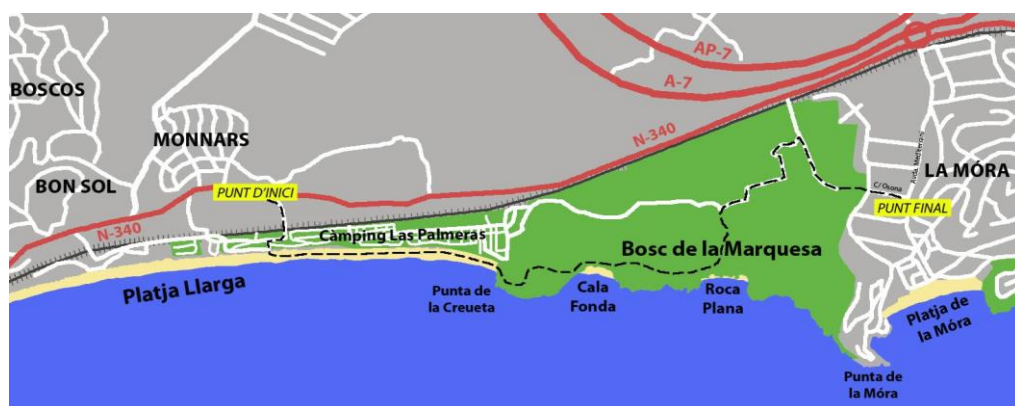 AP-7
A-7
N-340
BOSCOS
MONNARS
BON SOL
PUNT D'INICI
N-340
Avda. Mediterrani
LA MÓRA
C/ Osona
PUNT FINAL
Càmping Las Palmeras
Bosc de la Marquesa
Platja Llarga
Punta de
la Creueta
Cala
Fonda
Roca
Plana
Platja de
la Móra
Punta de
la Móra